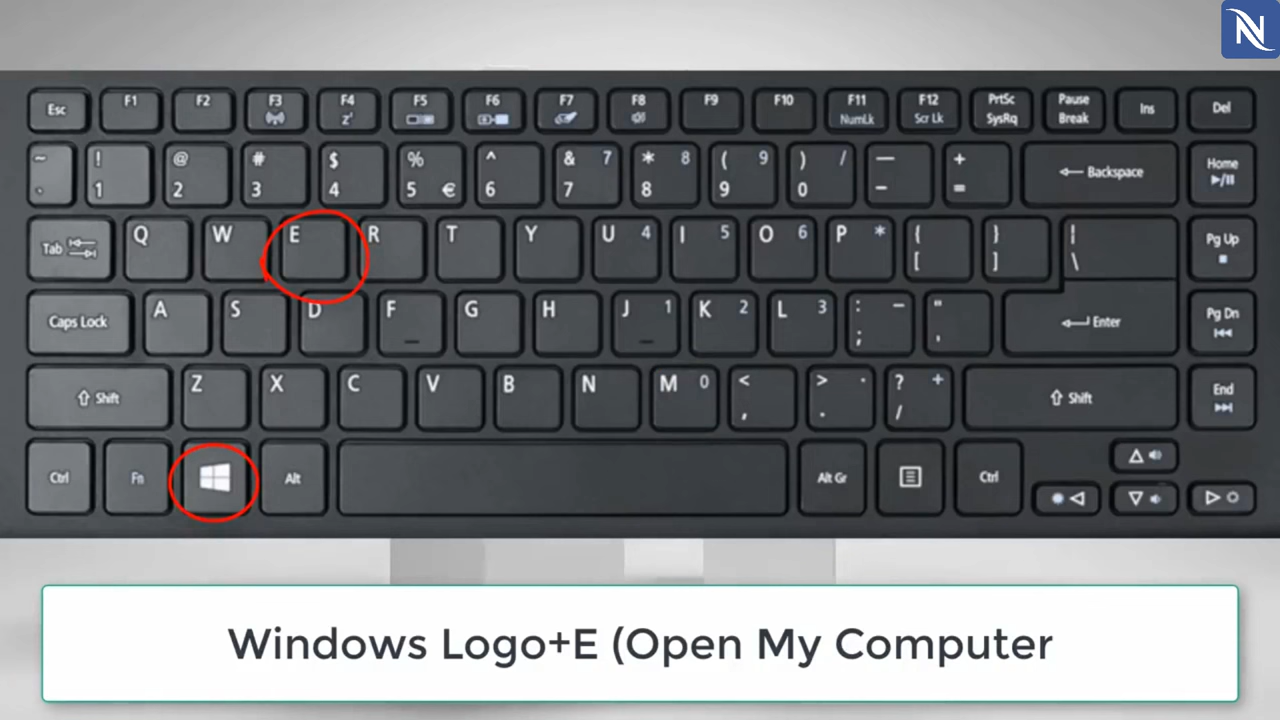 N
Esc F1 F2 F3 F4 F5 F6 F7 F8 F9 F10 F11 NumLk F12 Scr Lk PrtSc SysRq Pause Break Ins Del
~ ! 1 @ 2 # 3 $ 4 % 5 € ^ 6 & 7 7 * 8 8 ( 9 9 ) / 0 — - + = Backspace Home
Tab Q W E R T Y U 4 I 5 O 6 P * { [ } ] | \ Pg Up
Caps Lock A S D F G H J 1 K 2 L 3 : - ; " ' Enter Pg Dn
Shift Z X C V B N M 0 < , > . . ? + / Shift End
Ctrl Fn Alt Alt Gr Ctrl
Windows Logo+E (Open My Computer